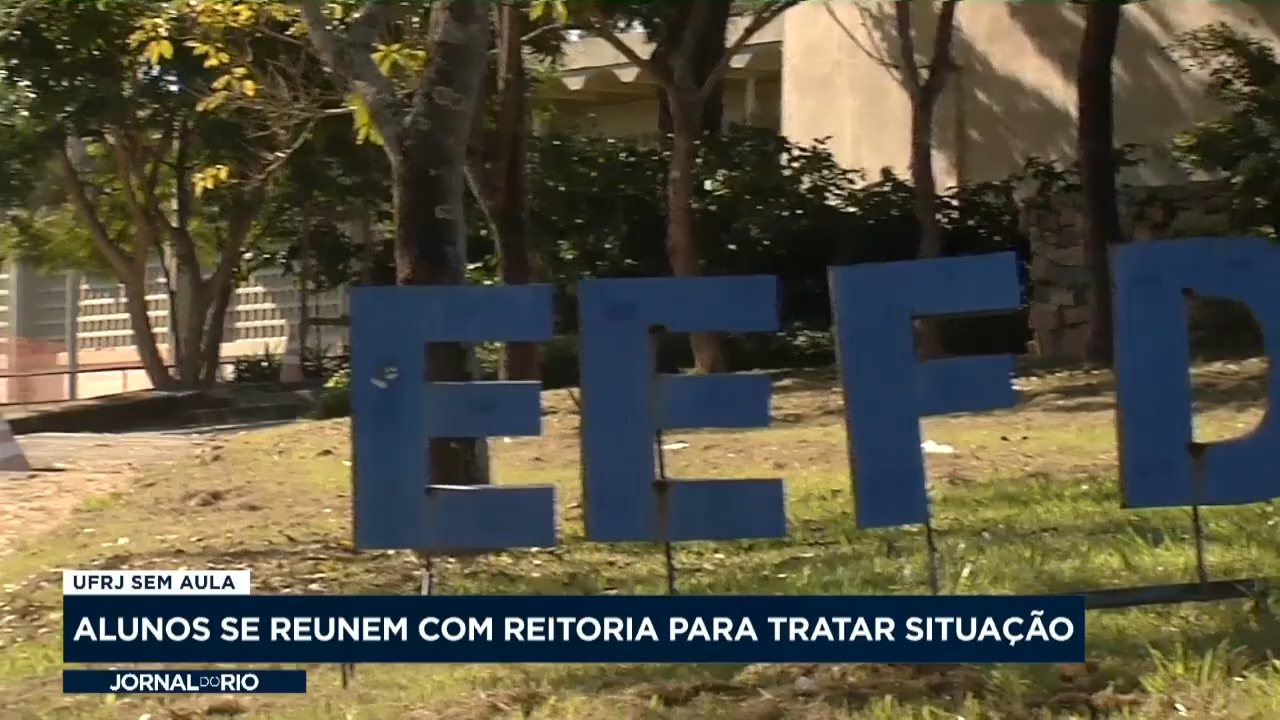 EEFD
UFRJ SEM AULA
ALUNOS SE REUNEM COM REITORIA PARA TRATAR SITUAÇÃO
JORNAL DO RIO